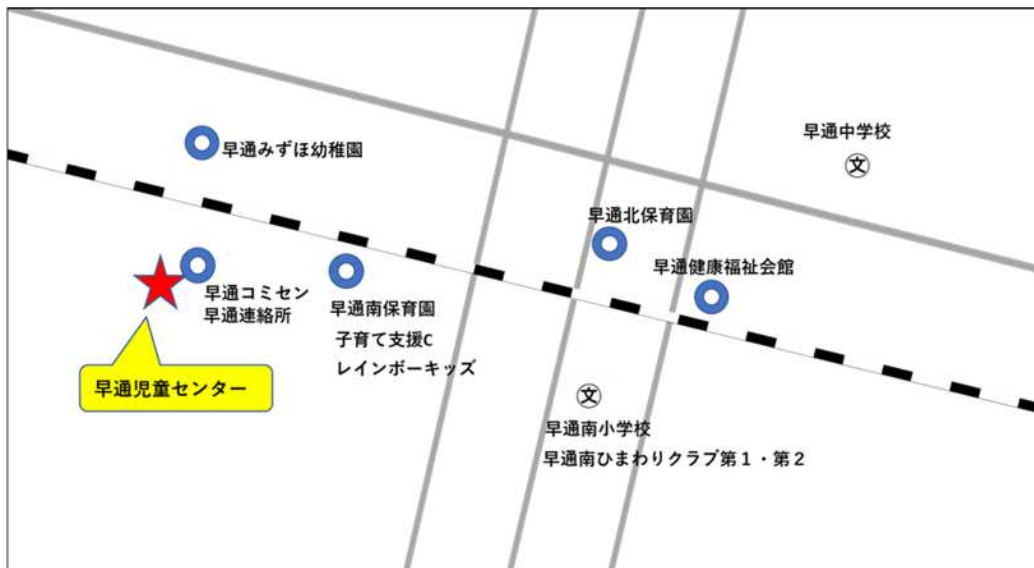 早通中学校
文
早通みずほ幼稚園
早通北保育園
早通健康福祉会館
早通コミセン
早通連絡所
早通南保育園
子育て支援C
レインボーキッズ
早通児童センター
文
早通南小学校
早通南ひまわりクラブ第１・第２